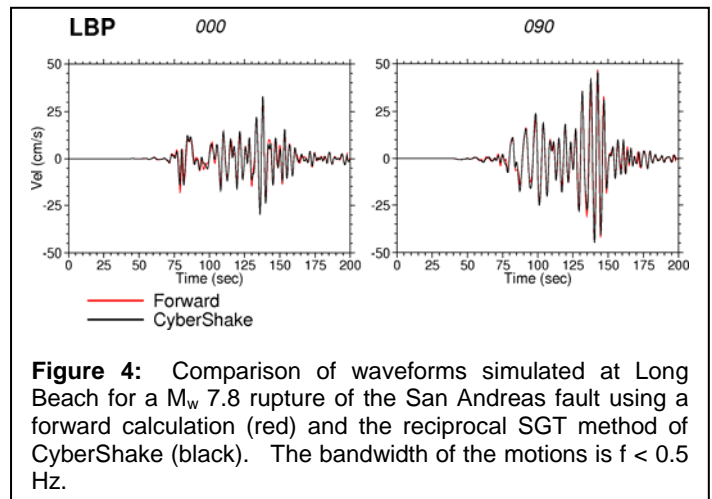 LBP 000 090
50
25
0
-25
-50
Vel (cm/s)
0 25 50 75 100 125 150 175 200
Time (sec)
50
25
0
-25
-50
0 25 50 75 100 125 150 175 200
Time (sec)
Forward
CyberShake
Figure 4: Comparison of waveforms simulated at Long
Beach for a Mw 7.8 rupture of the San Andreas fault using a
forward calculation (red) and the reciprocal SGT method of
CyberShake (black). The bandwidth of the motions is f < 0.5
Hz.